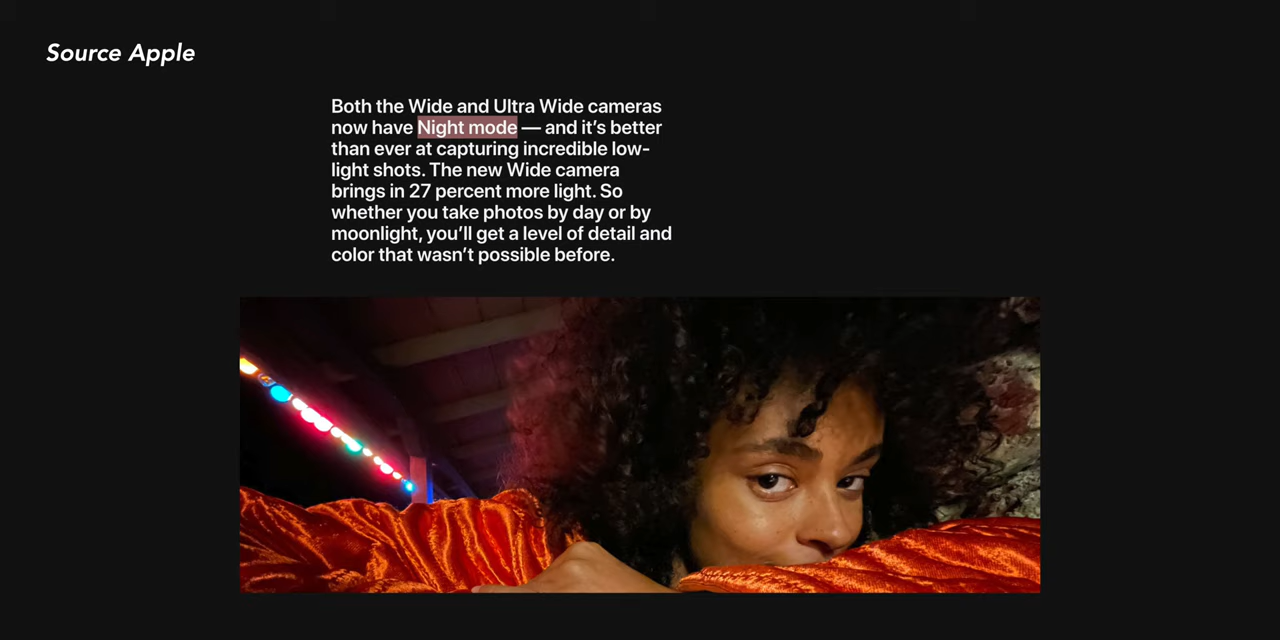 Source Apple
Both the Wide and Ultra Wide cameras
now have Night mode — and it’s better
than ever at capturing incredible low-
light shots. The new Wide camera
brings in 27 percent more light. So
whether you take photos by day or by
moonlight, you’ll get a level of detail and
color that wasn’t possible before.